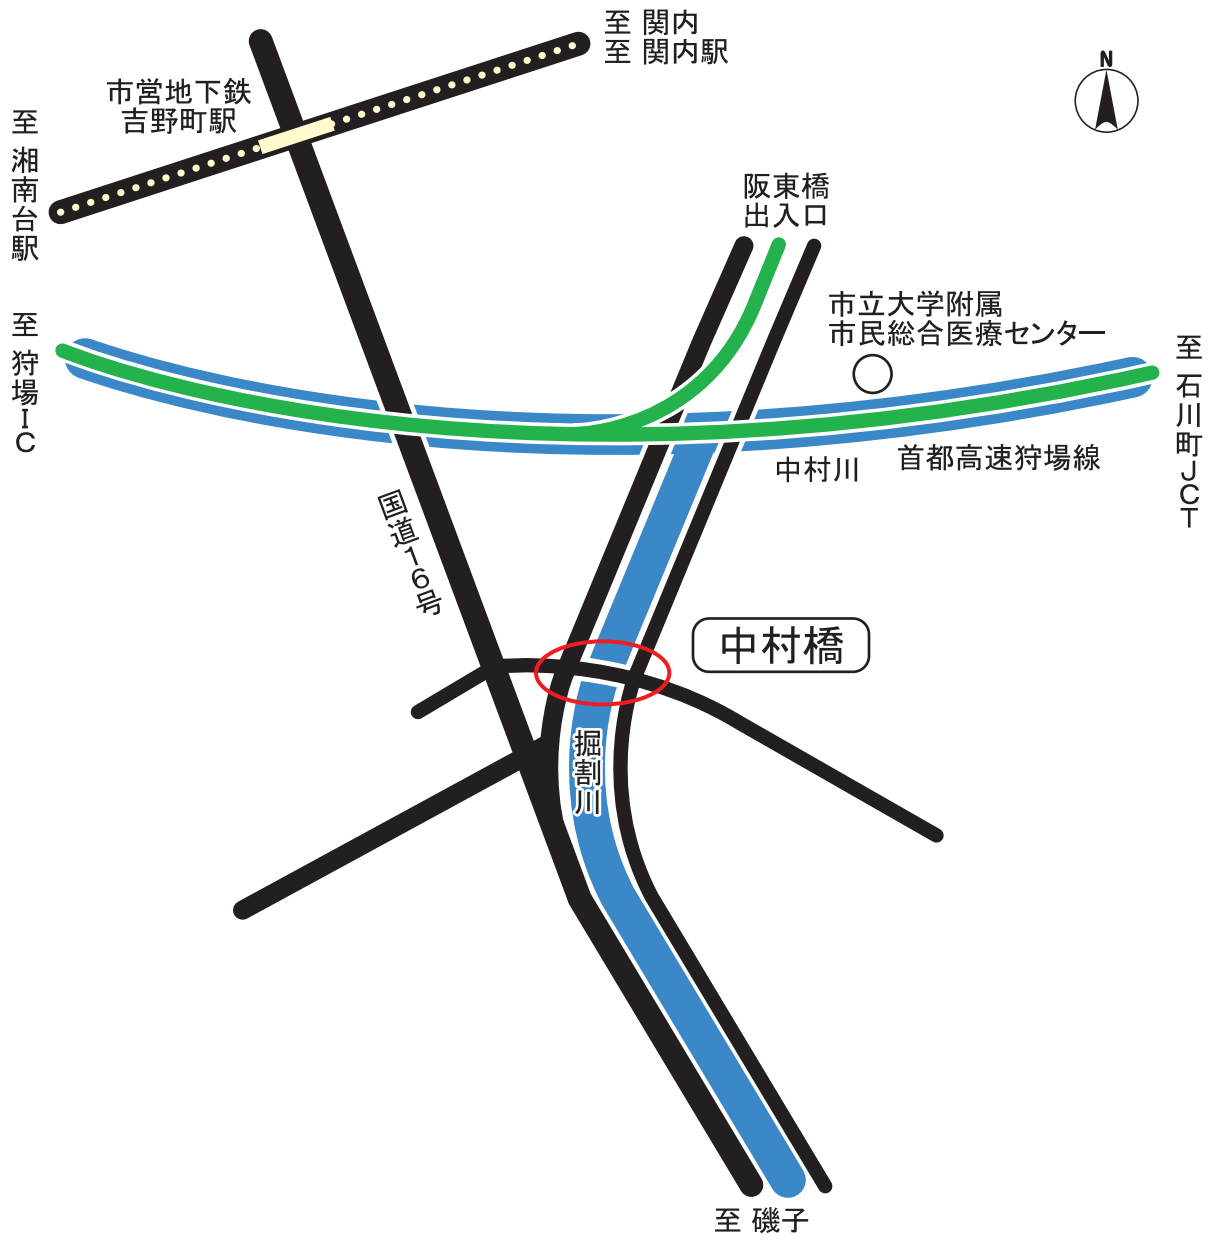 至 関内
至 関内駅
N
市営地下鉄
吉野町駅
至 湘南台駅
阪東橋
出入口
市立大学附属
市民総合医療センター
至 狩場IC
至 石川町JCT
首都高速狩場線
中村川
国道16号
中村橋
掘割川
至 磯子